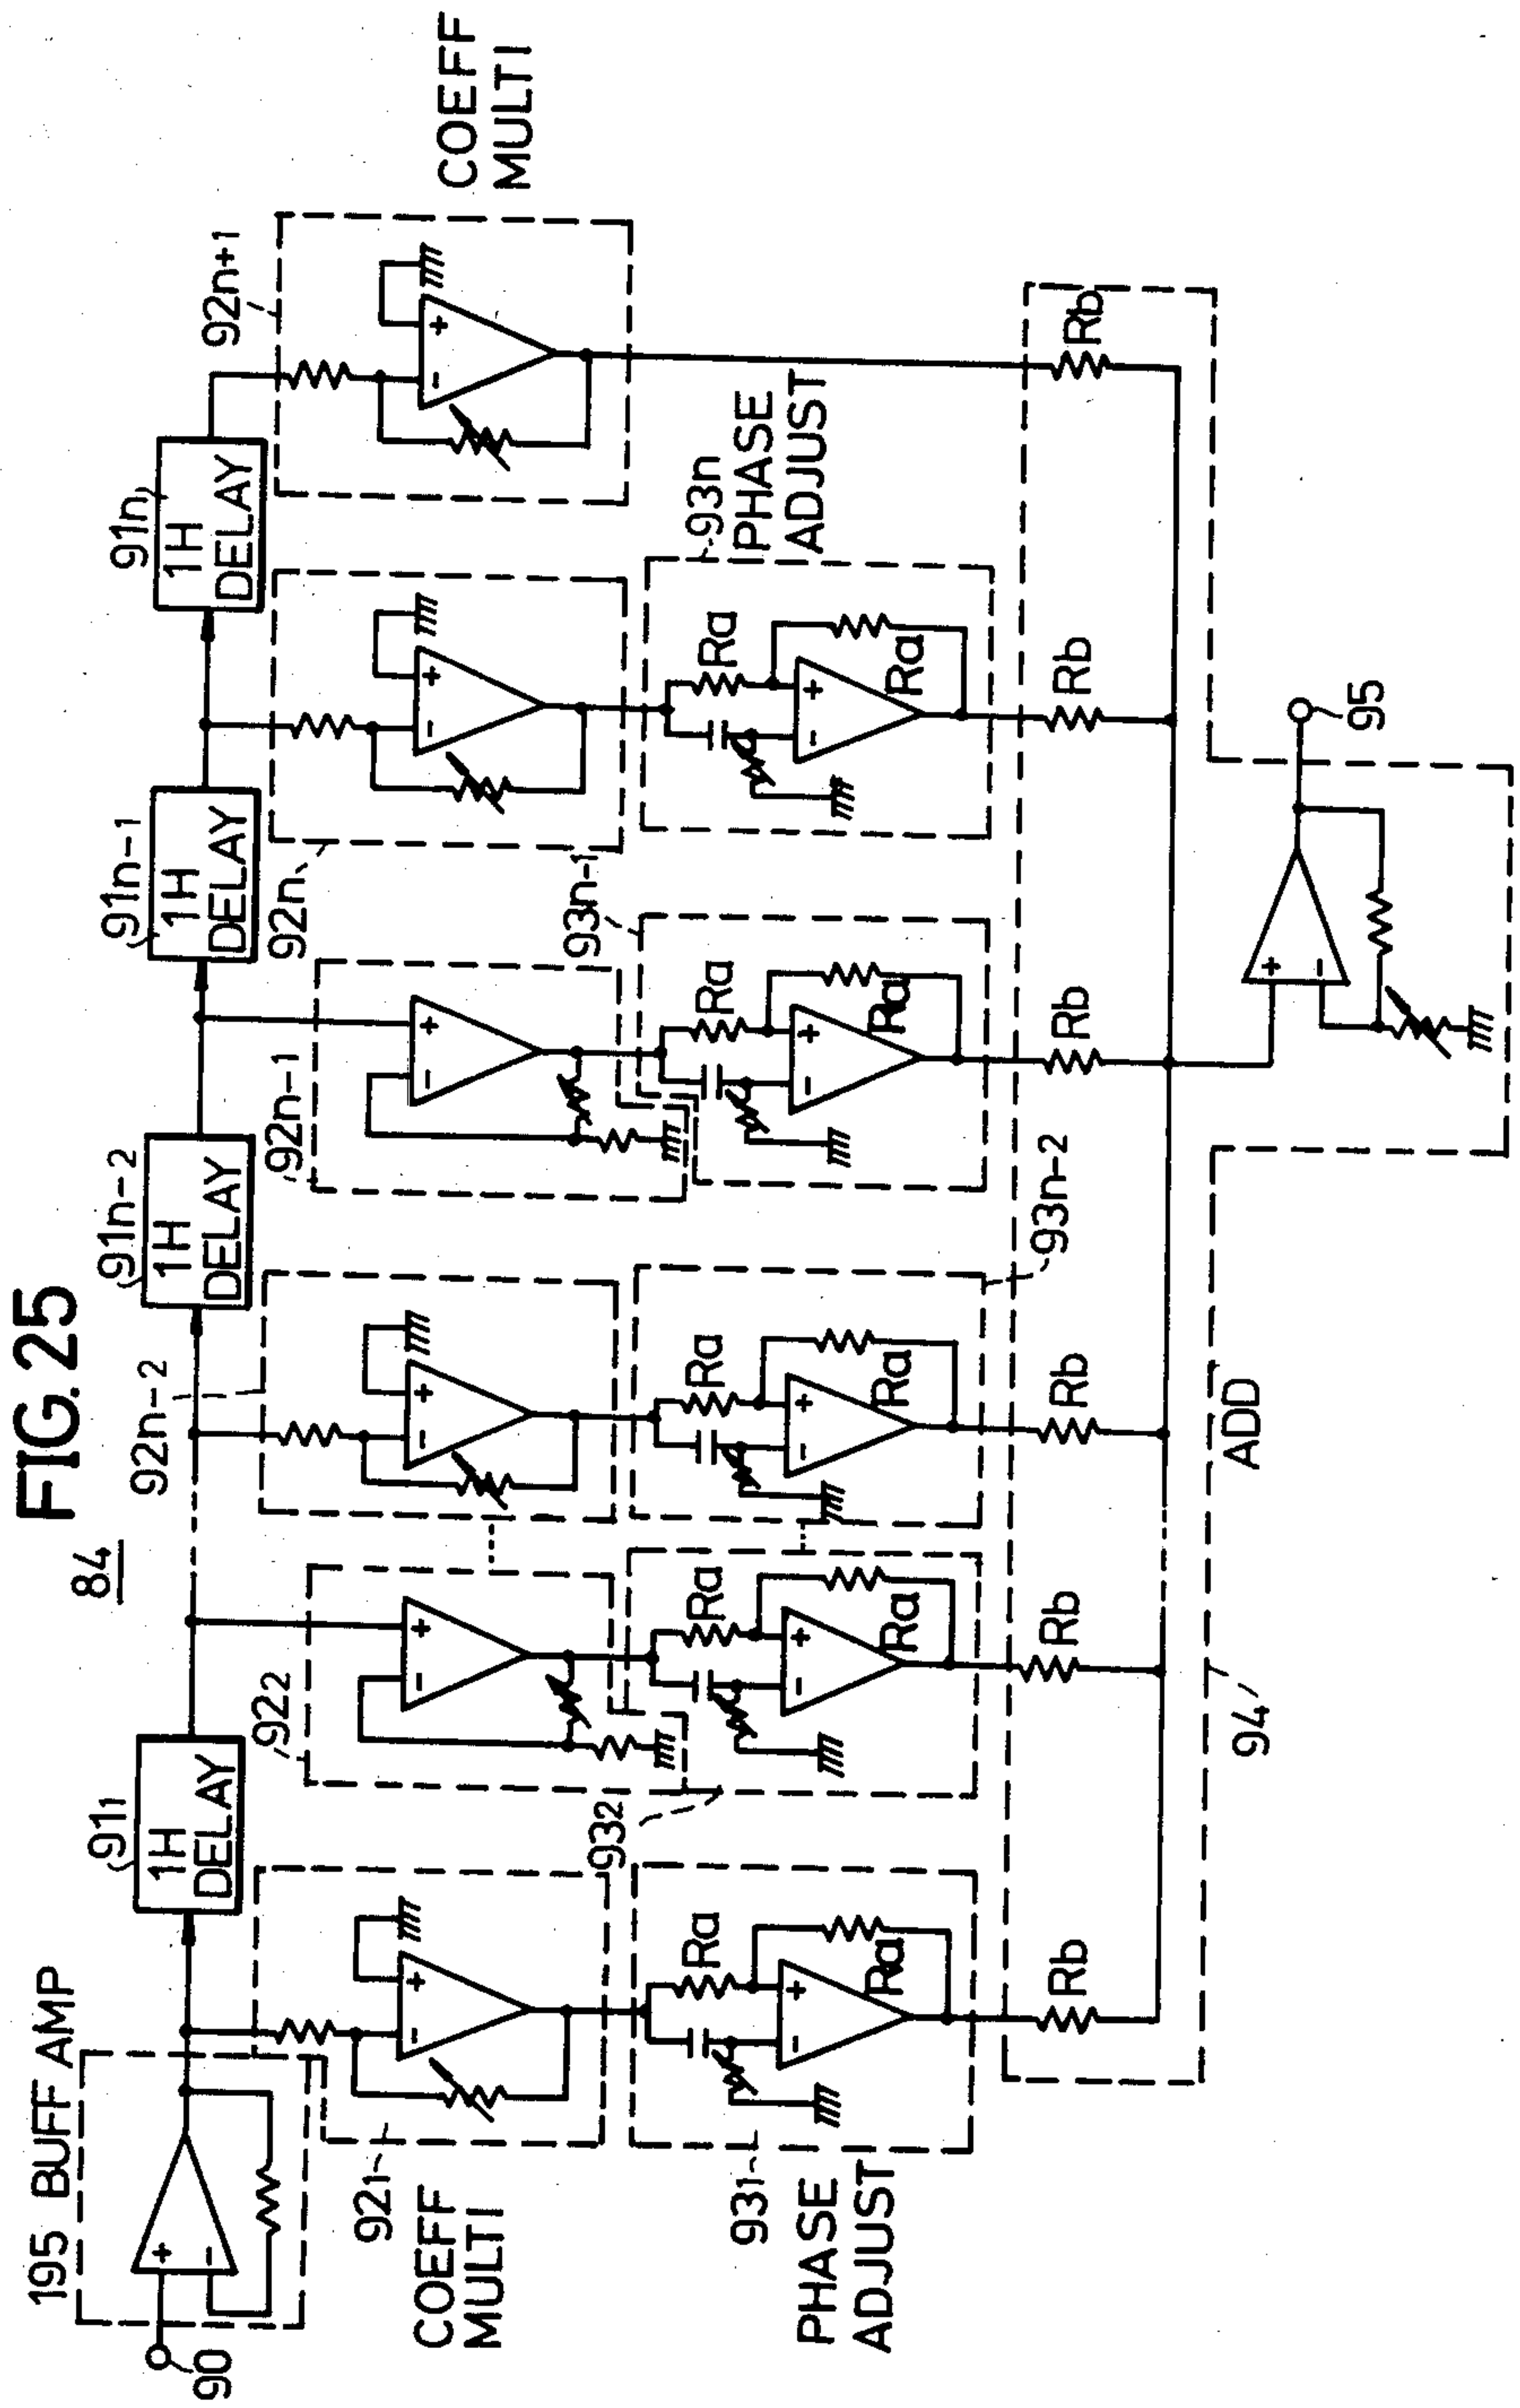 FIG. 25
84
195 BUFF AMP
90
91₁
1H
DELAY
91n-2
1H
DELAY
91n-1
1H
DELAY
91n
1H
DELAY
COEFF
MULTI
92₁
92₂
92n-2
92n-1
92n
92n+1
COEFF
MULTI
+
-
+
-
+
-
+
-
+
-
+
-
+
-
PHASE
ADJUST
93₁
93₂
93n-2
93n-1
93n
PHASE
ADJUST
Ra
Ra
Ra
Ra
Ra
+
-
+
-
+
-
+
-
+
-
Ra
Ra
Ra
Ra
Ra
Rb
Rb
Rb
Rb
Rb
Rb
94
ADD
+
-
95